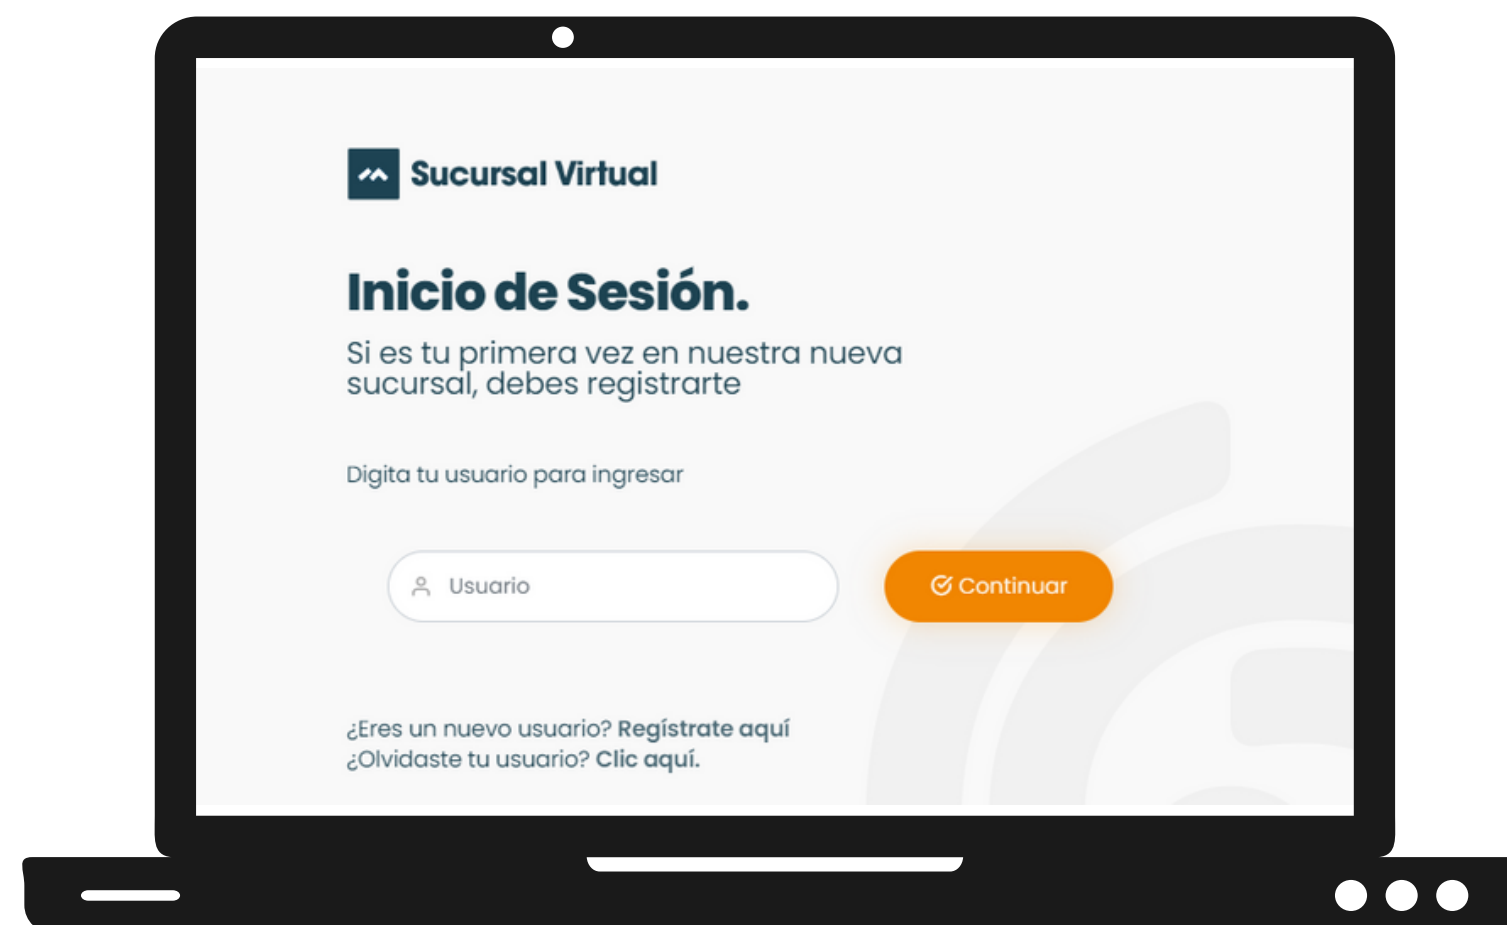 Sucursal Virtual
Inicio de Sesión.
Si es tu primera vez en nuestra nueva
sucursal, debes registrarte
Digita tu usuario para ingresar
Usuario
Continuar
¿Eres un nuevo usuario? Regístrate aquí
¿Olvidaste tu usuario? Clic aquí.